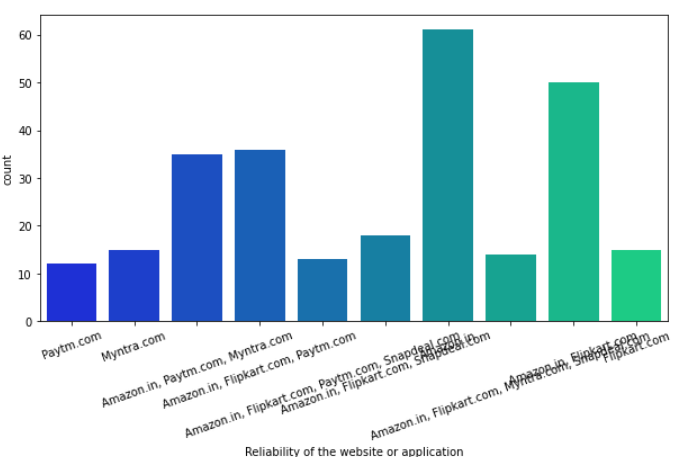 60
50
40
30
20
10
0
count
Paytm.com
Myntra.com
Amazon.in, Paytm.com, Myntra.com
Amazon.in, Flipkart.com, Paytm.com
Amazon.in, Flipkart.com, Paytm.com, Snapdeal.com
Amazon.in, Flipkart.com, Snapdeal.com
Amazon.in
Amazon.in, Flipkart.com, Myntra.com, Snapdeal.com
Amazon.in, Flipkart.com
Flipkart.com
Reliability of the website or application